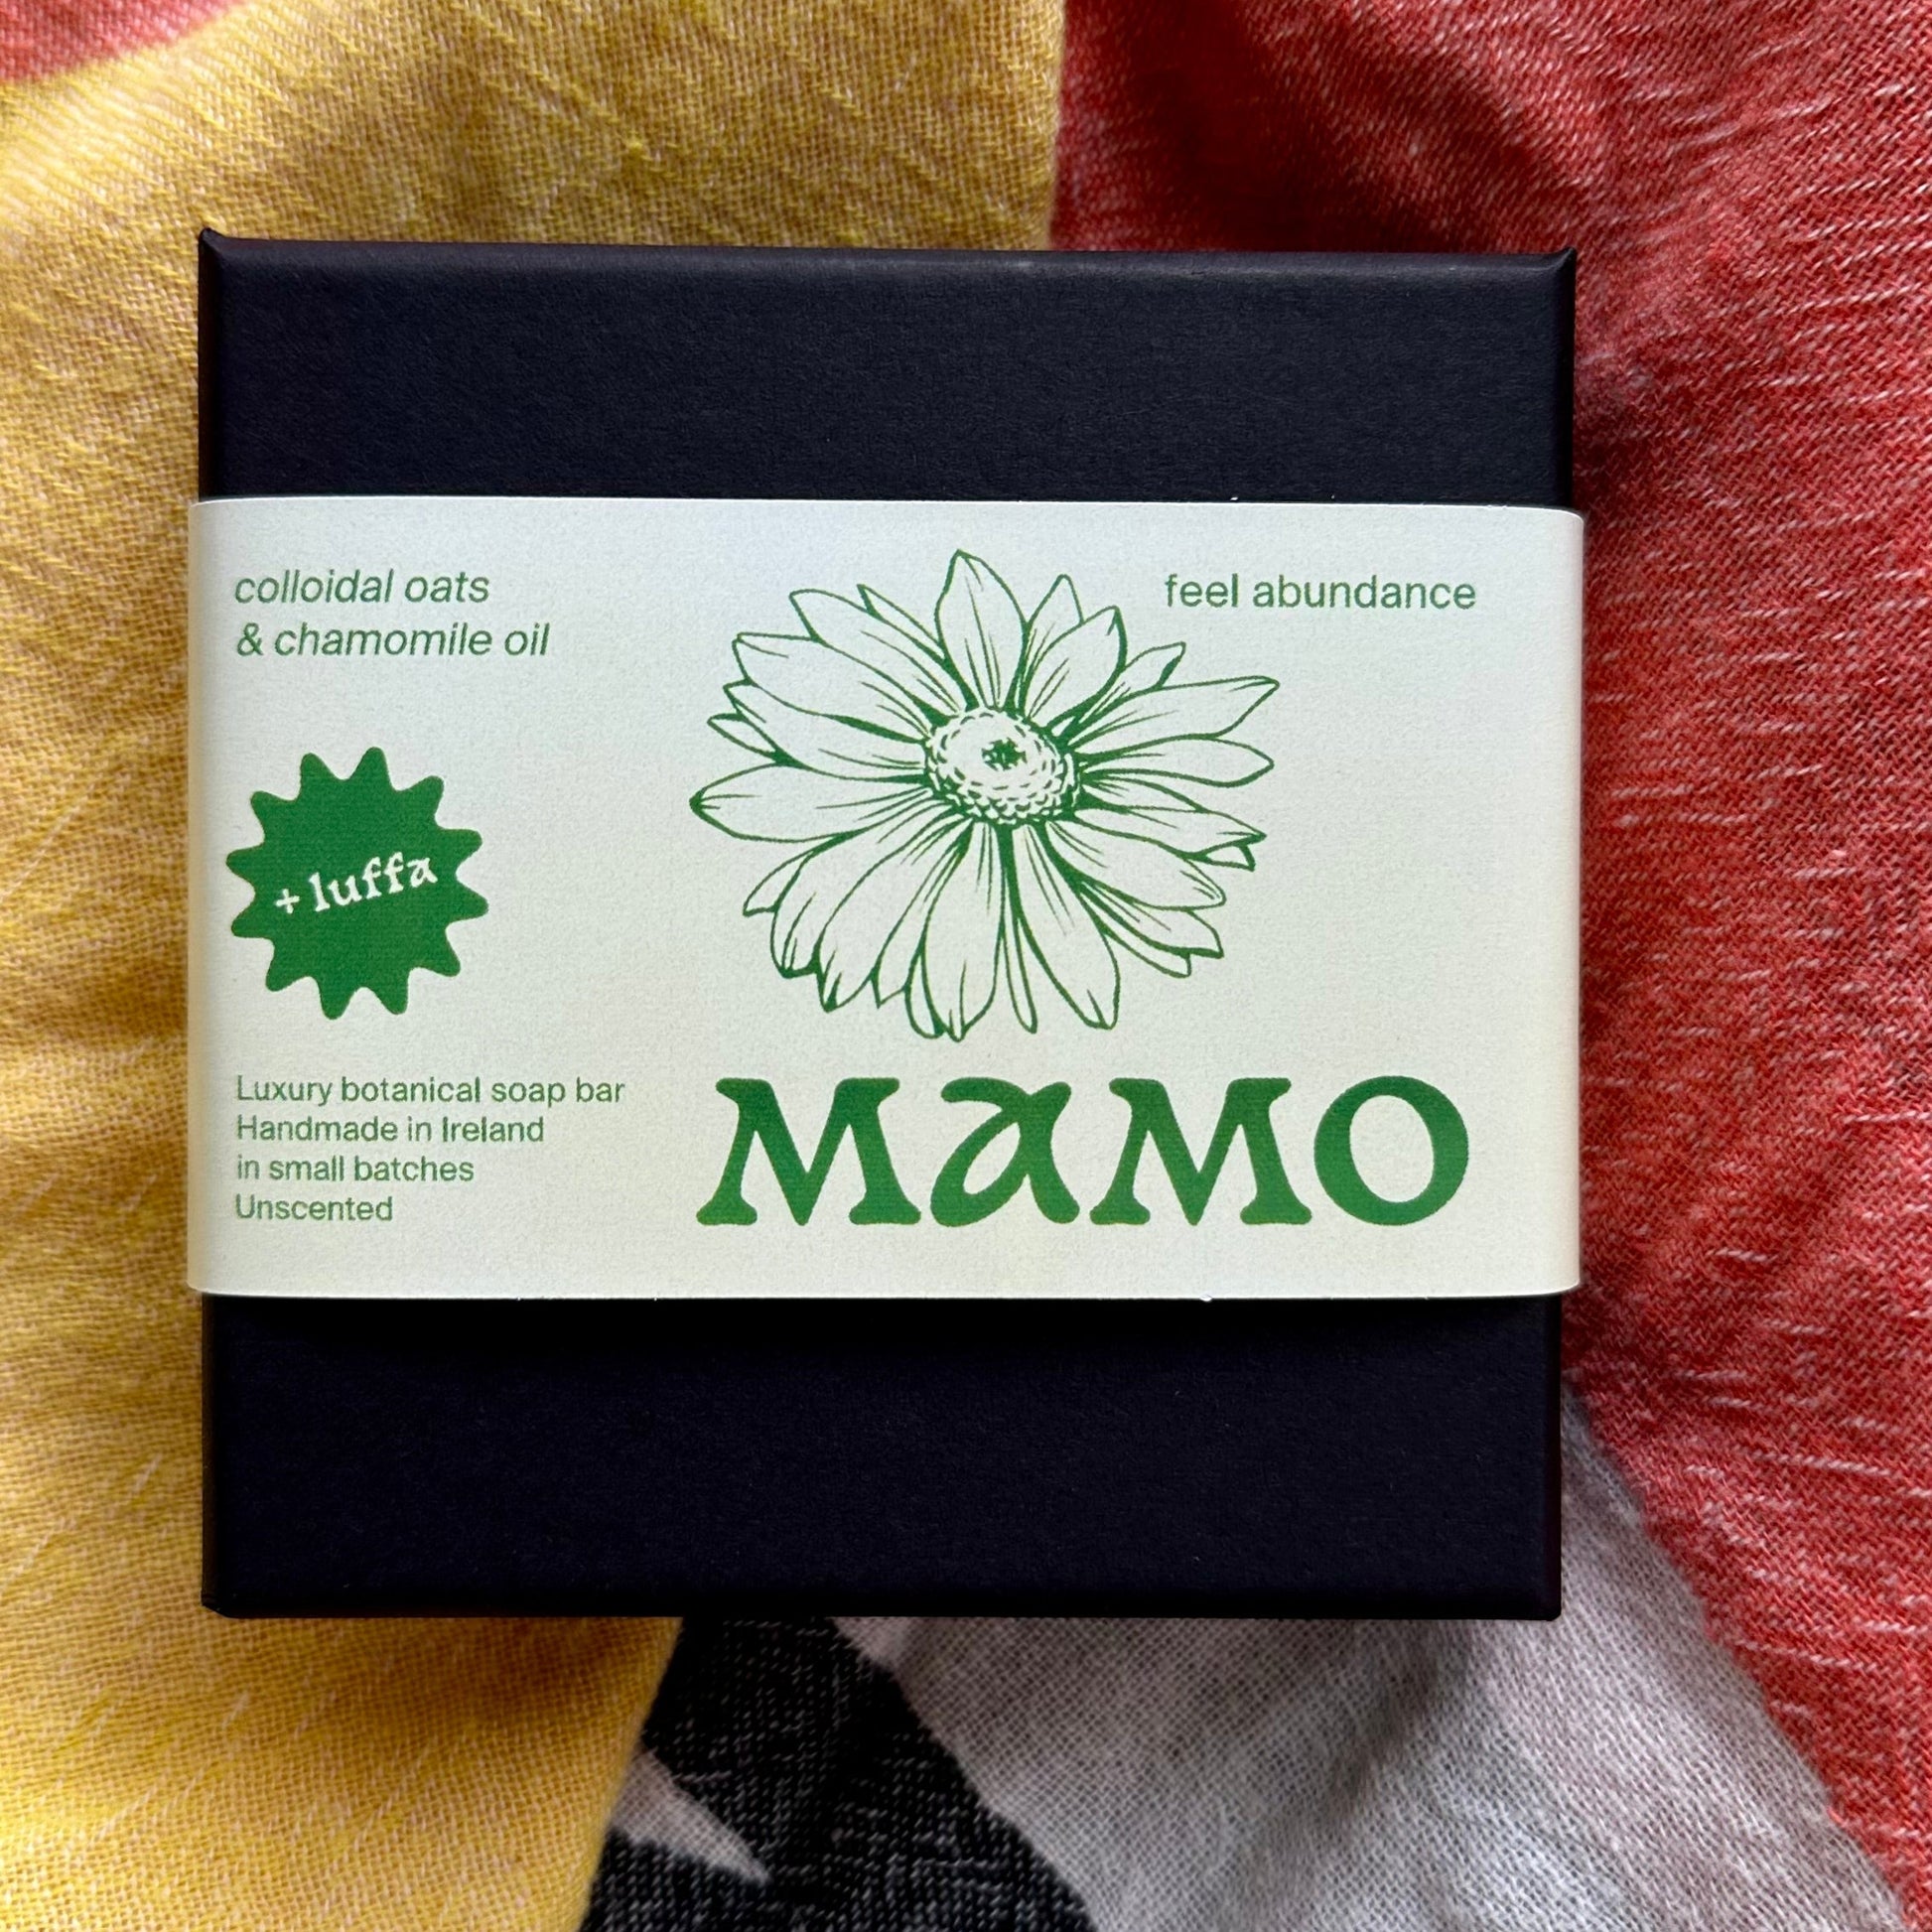 colloidal oats
& chamomile oil
feel abundance
+ luffa
Luxury botanical soap bar
Handmade in Ireland
in small batches
Unscented
MaMO